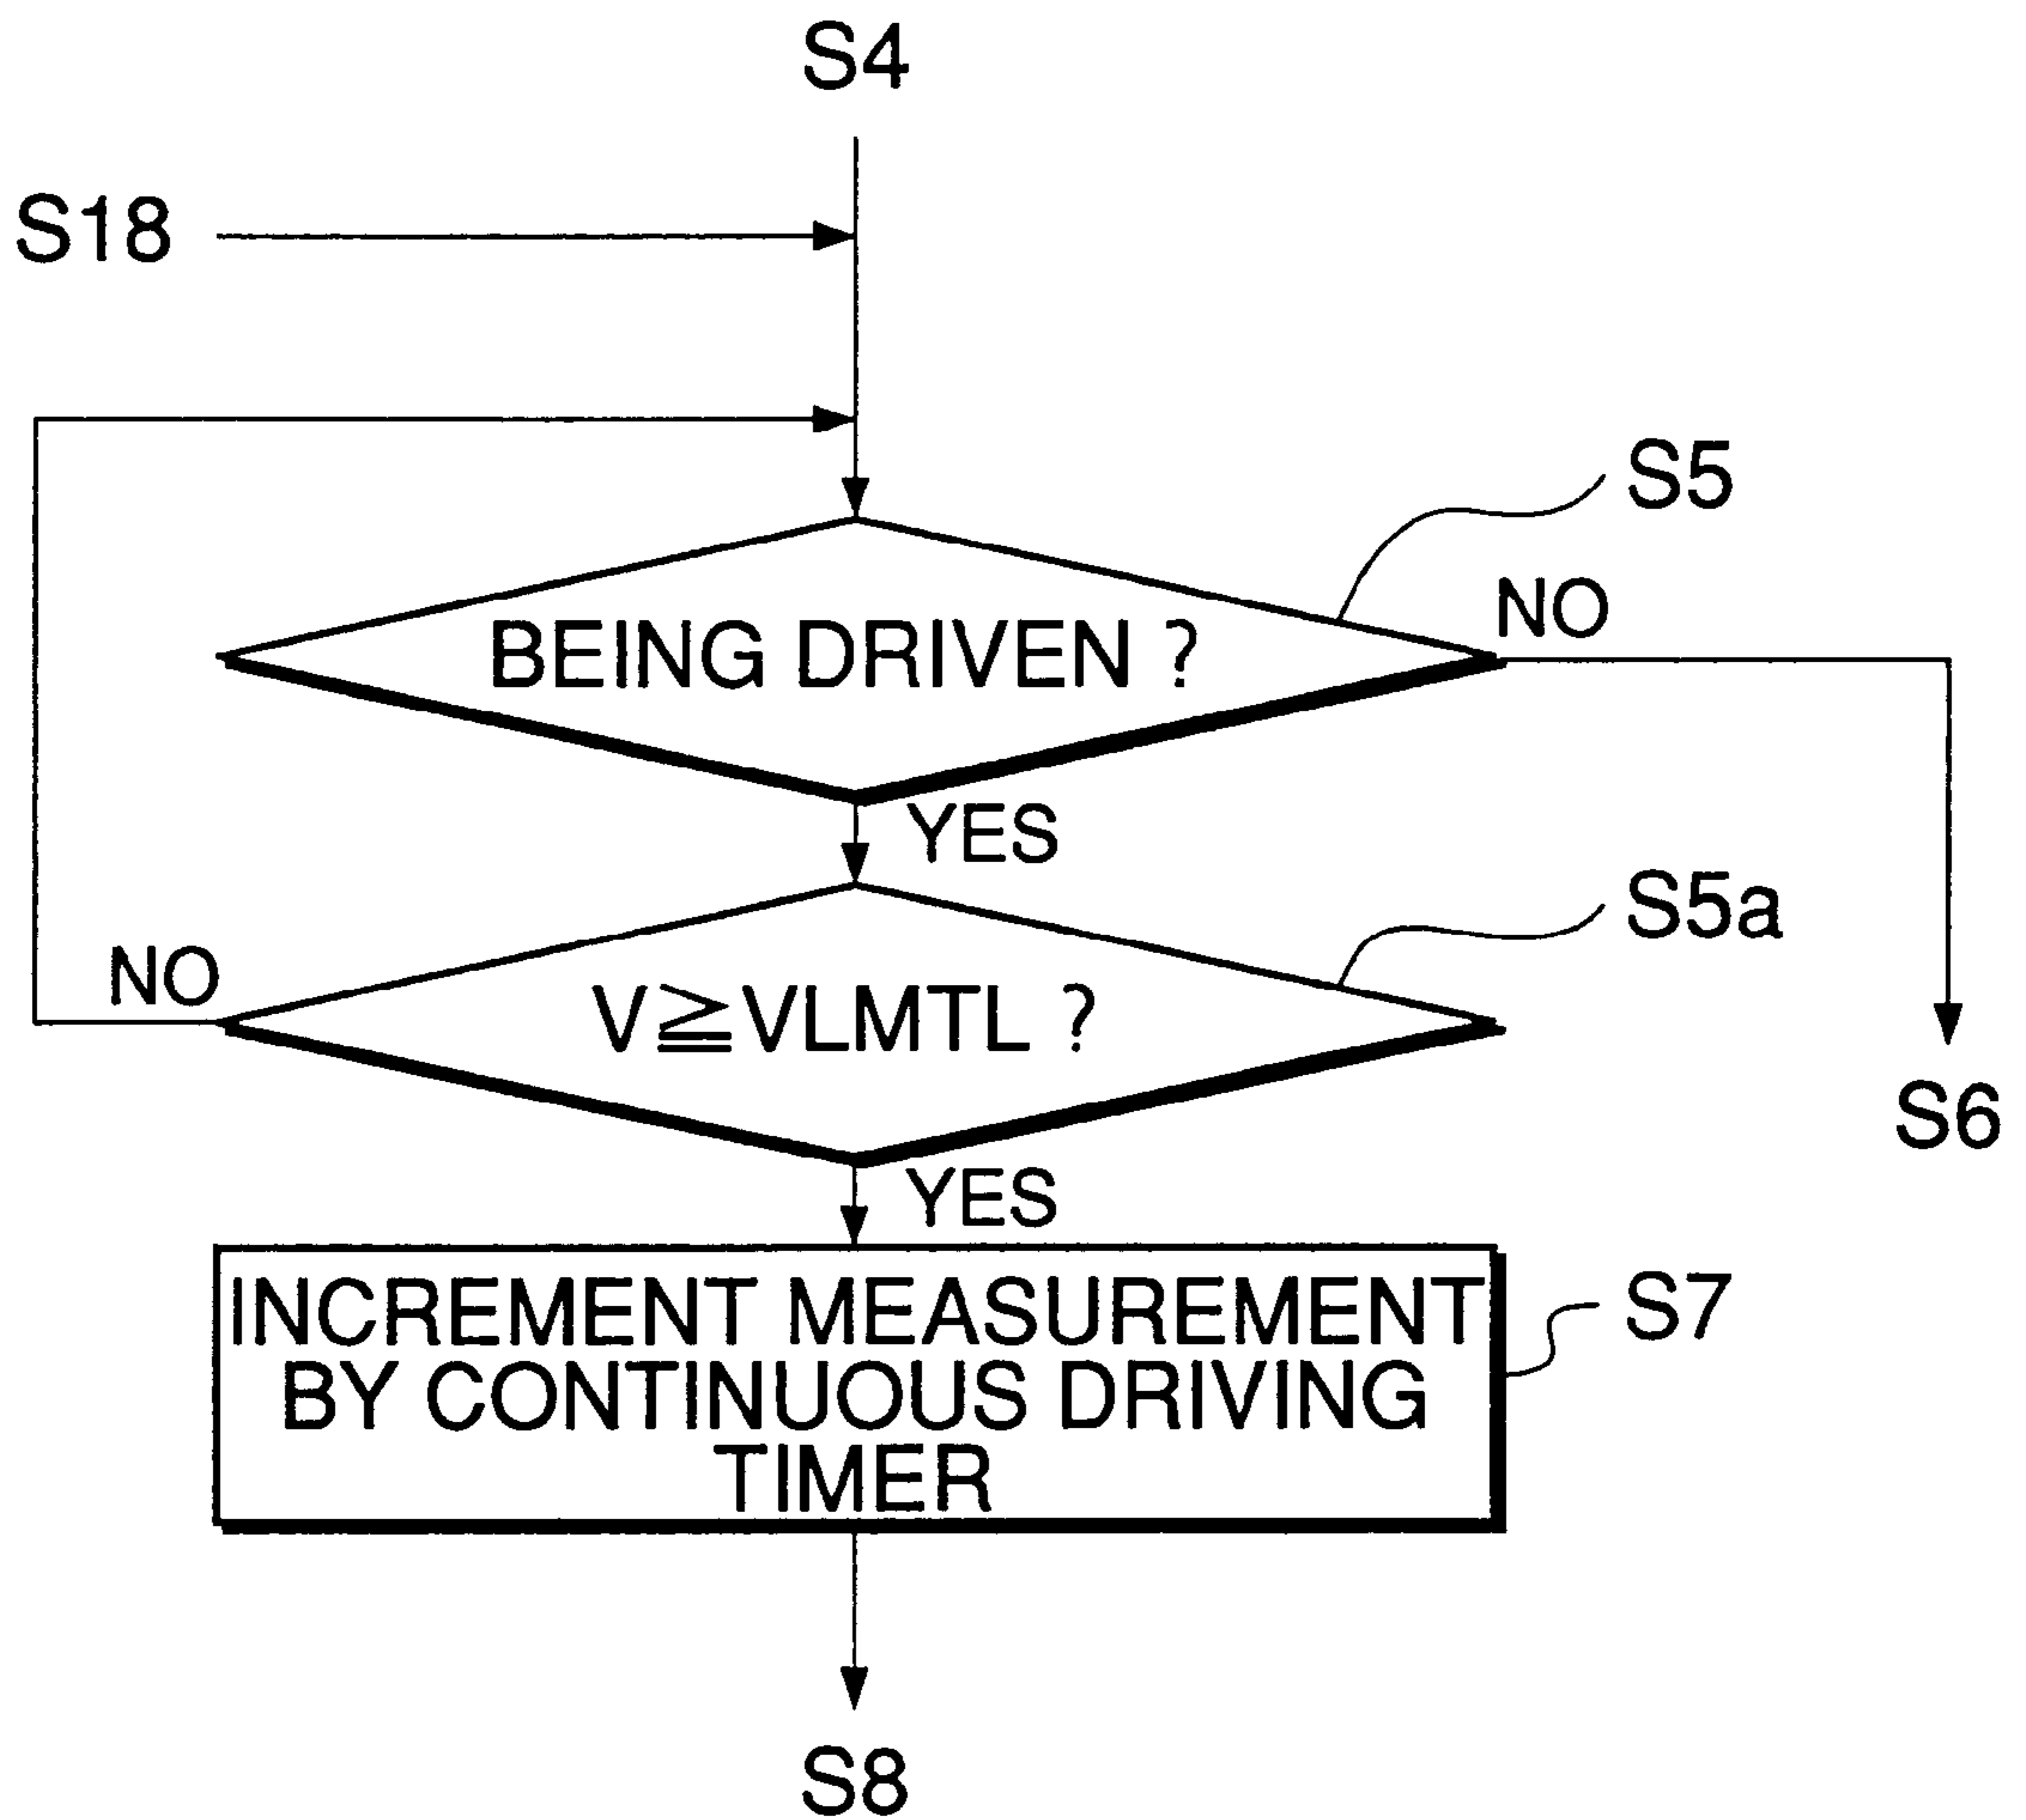 S4
S18
S5
NO
BEING DRIVEN ?
YES
S5a
NO
V≧VLMTL ?
S6
YES
INCREMENT MEASUREMENT
BY CONTINUOUS DRIVING
TIMER
S7
S8